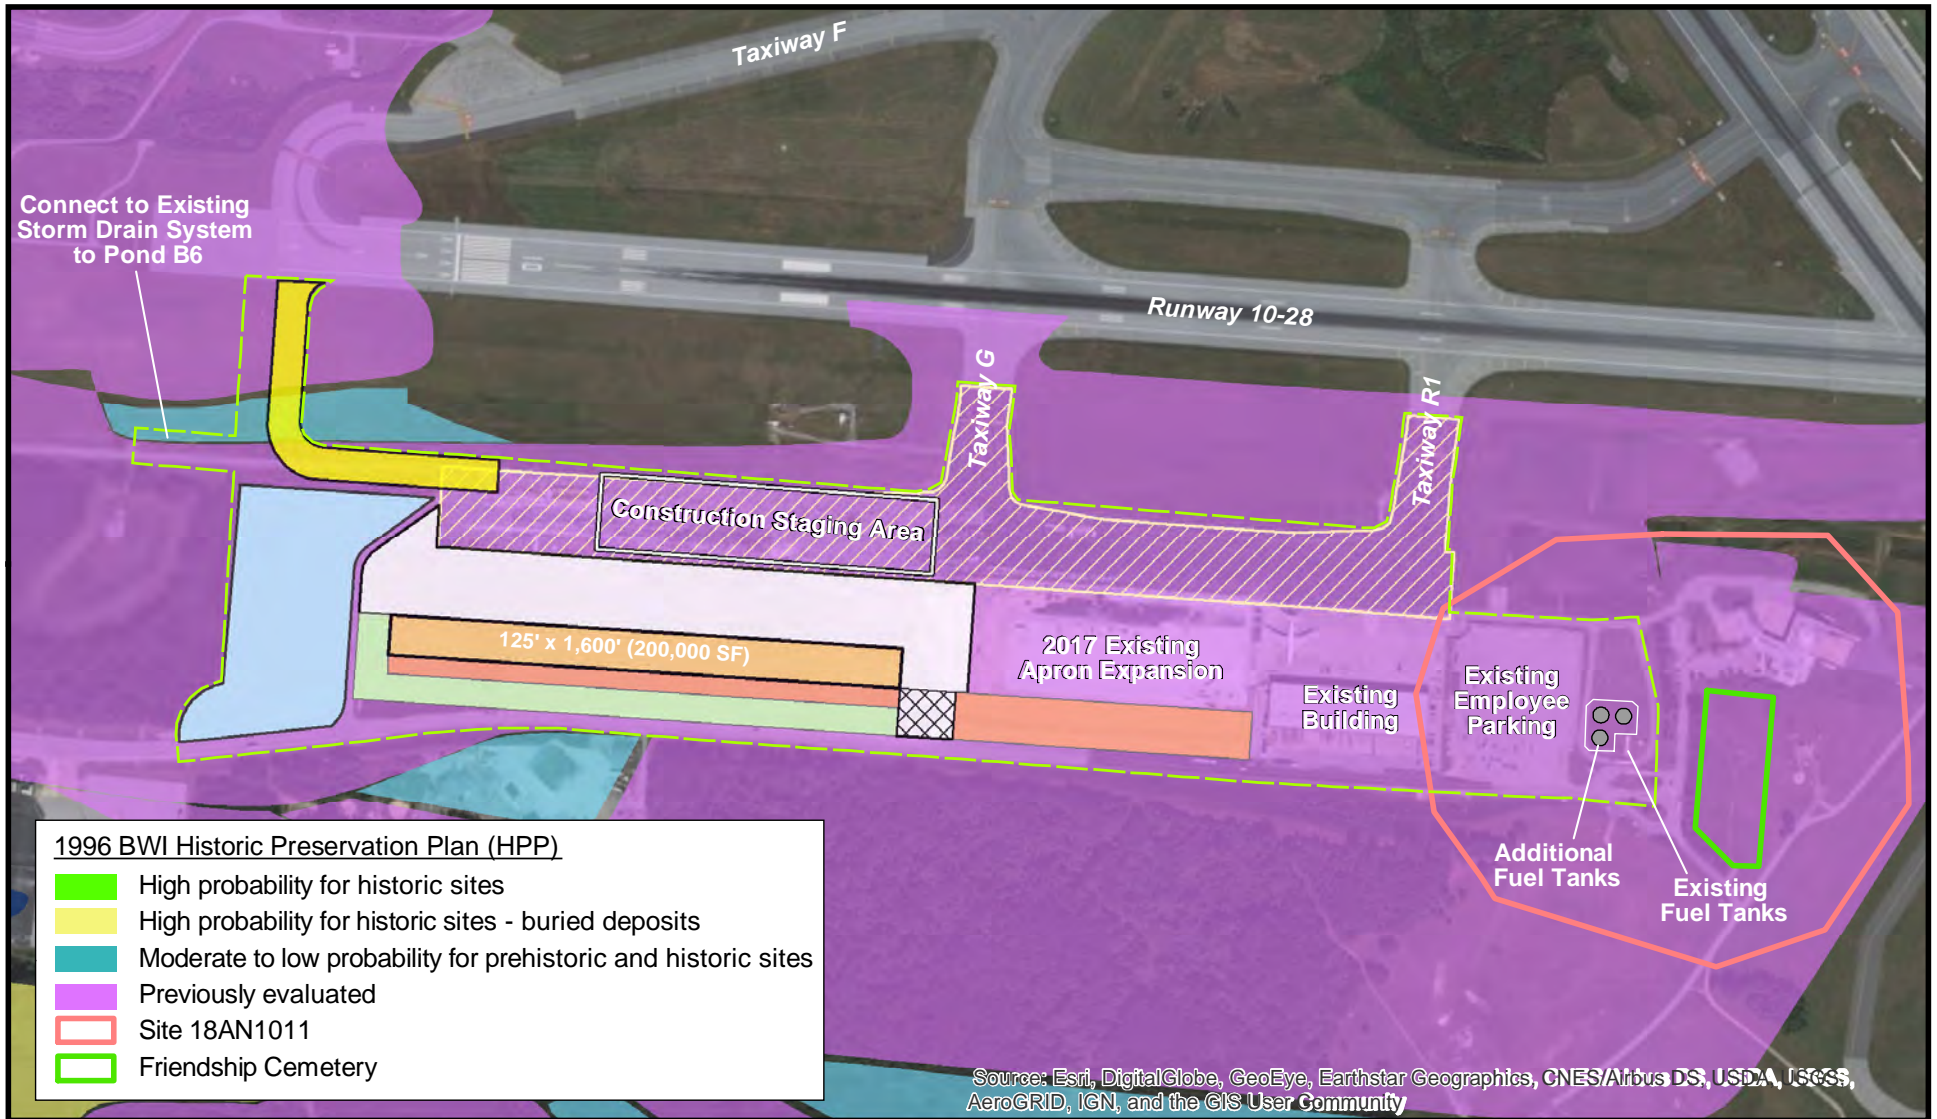 Taxiway F
Connect to Existing
Storm Drain System
to Pond B6
Runway 10-28
Taxiway G
Taxiway R1
Construction Staging Area
125' x 1,600' (200,000 SF)
2017 Existing
Apron Expansion
Existing
Building
Existing
Employee
Parking
Additional
Fuel Tanks
Existing
Fuel Tanks
1996 BWI Historic Preservation Plan (HPP)
High probability for historic sites
High probability for historic sites - buried deposits
Moderate to low probability for prehistoric and historic sites
Previously evaluated
Site 18AN1011
Friendship Cemetery
Source: Esri, DigitalGlobe, GeoEye, Earthstar Geographics, CNES/Airbus DS, USDA, USGS,
AeroGRID, IGN, and the GIS User Community